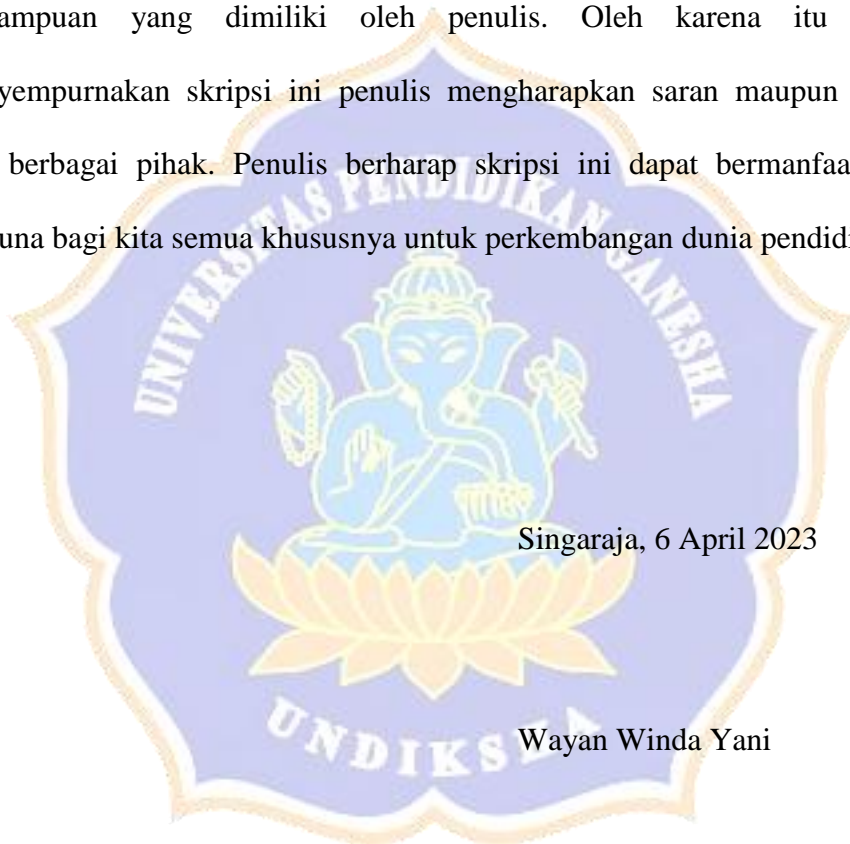 ampuan yang dimiliki oleh penulis. Oleh karena itu
yempurnakan skripsi ini penulis mengharapkan saran maupun
berbagai pihak. Penulis berharap skripsi ini dapat bermanfaa
una bagi kita semua khususnya untuk perkembangan dunia pendidi
UNIVERSITAS PENDIDIKAN GANESHA
Singaraja, 6 April 2023
UNDIKSHA
Wayan Winda Yani